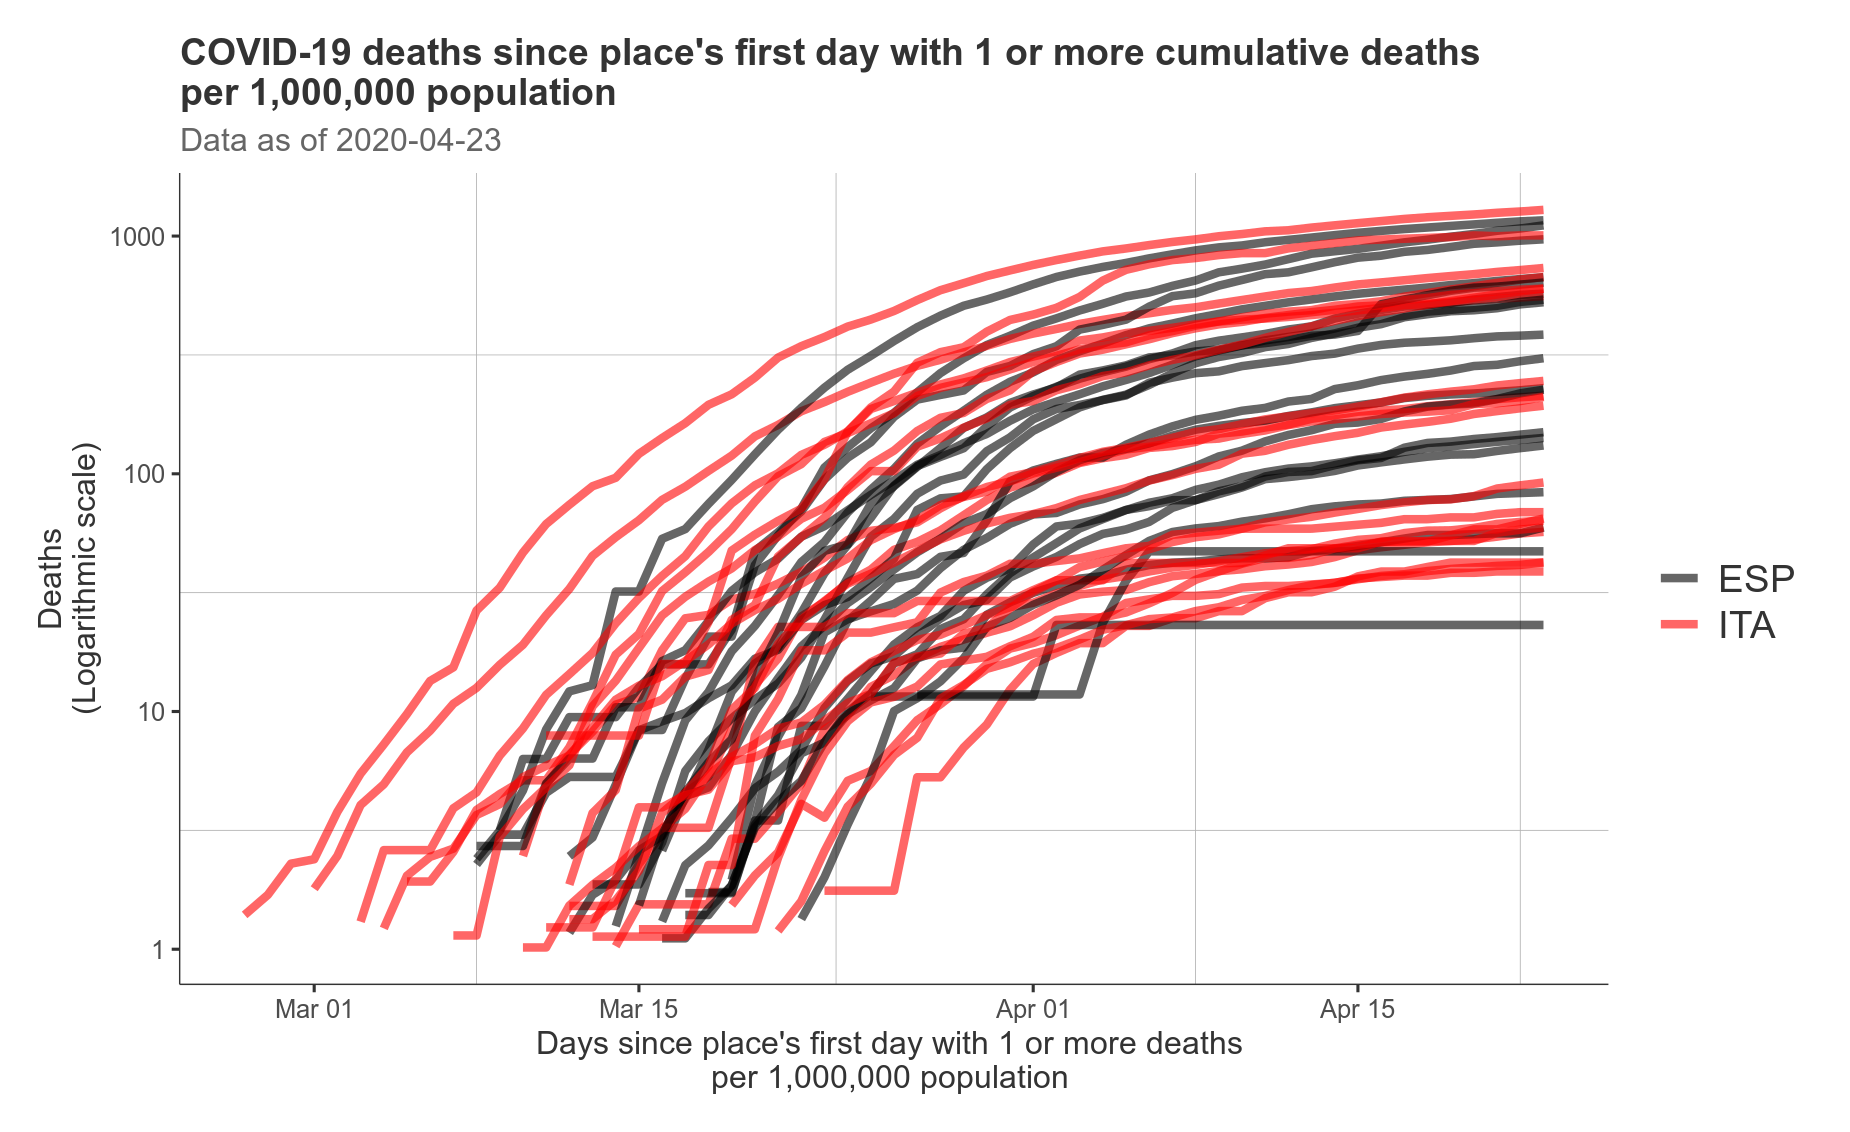 COVID-19 deaths since place's first day with 1 or more cumulative deaths
per 1,000,000 population
Data as of 2020-04-23
Deaths
(Logarithmic scale)
1000
100
10
1
Mar 01
Mar 15
Apr 01
Apr 15
Days since place's first day with 1 or more deaths
per 1,000,000 population
ESP
ITA